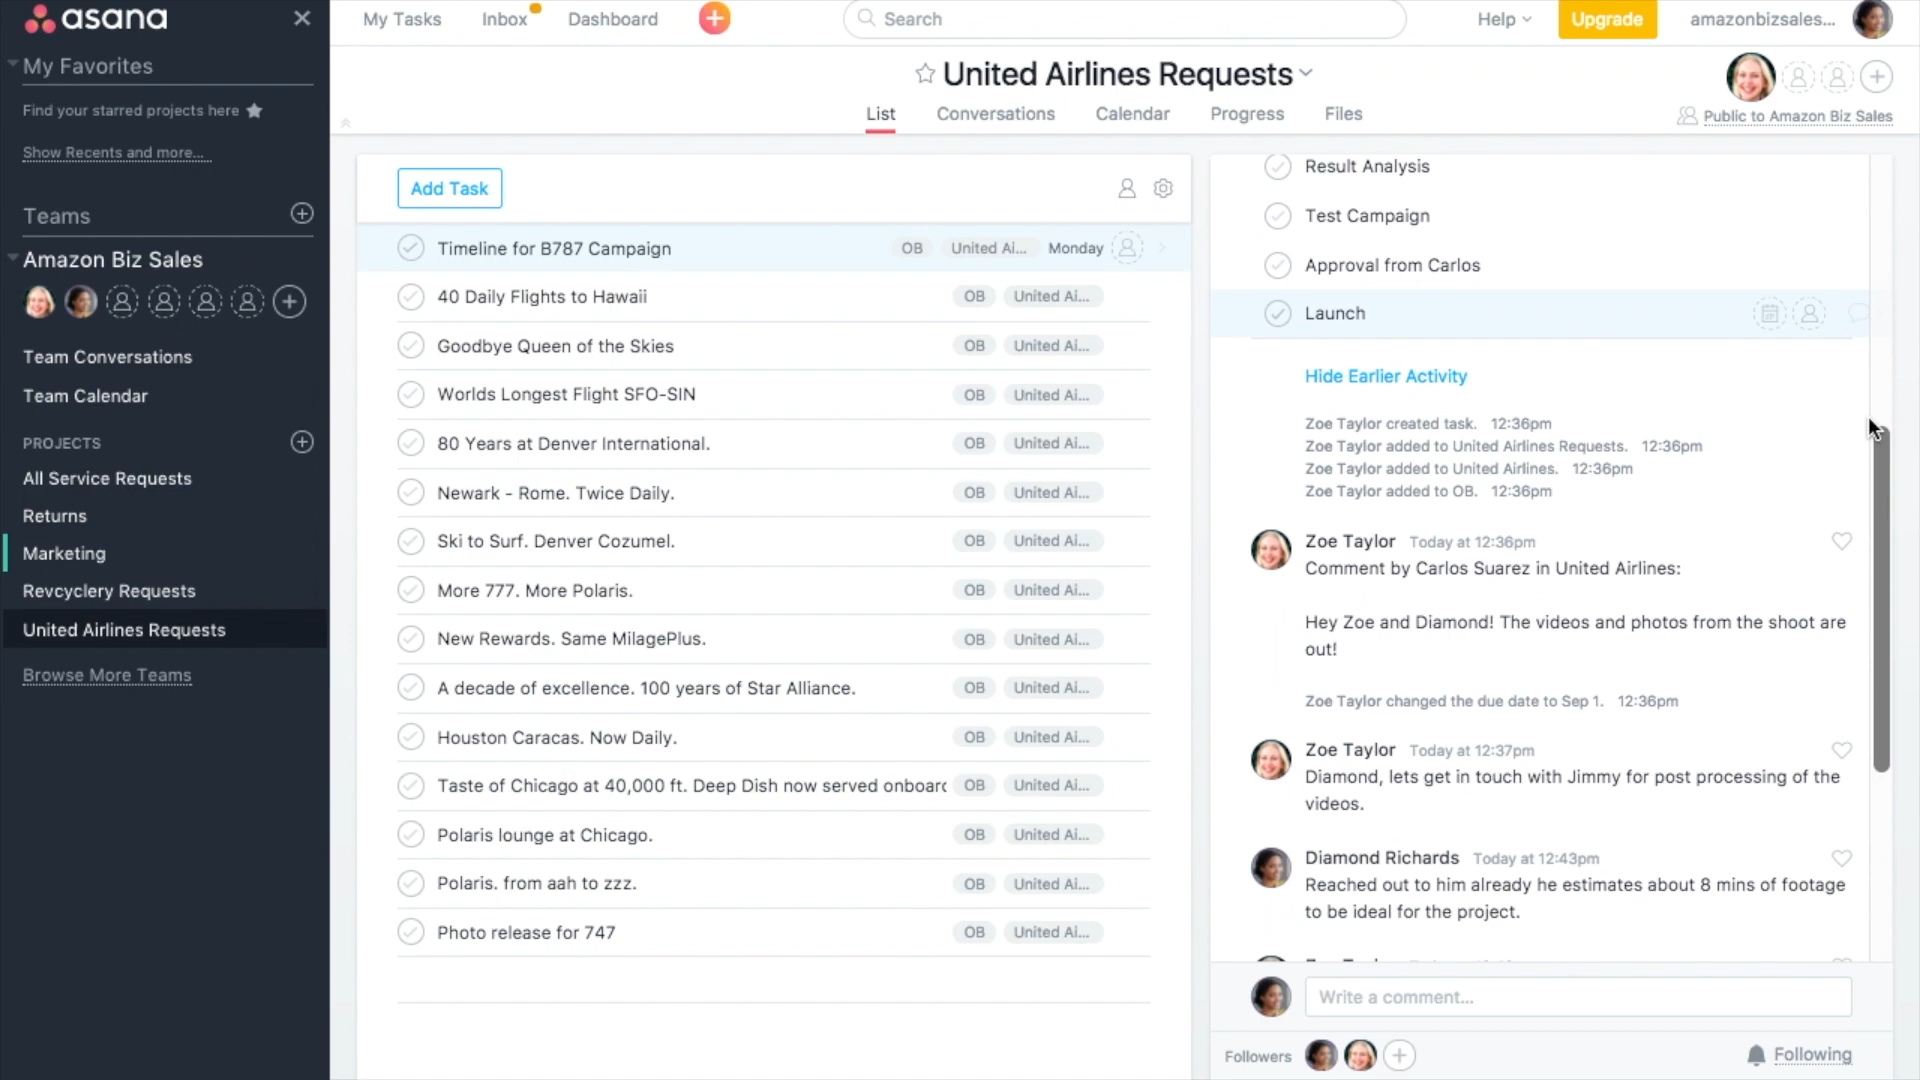 asana
My Tasks
Inbox
Dashboard
Search
Help
Upgrade
amazonbizsales...
My Favorites
Find your starred projects here
Show Recents and more...
Teams
Amazon Biz Sales
Team Conversations
Team Calendar
PROJECTS
All Service Requests
Returns
Marketing
Revcyclery Requests
United Airlines Requests
Browse More Teams
United Airlines Requests
List
Conversations
Calendar
Progress
Files
Public to Amazon Biz Sales
Add Task
Timeline for B787 Campaign OB United Ai... Monday
40 Daily Flights to Hawaii OB United Ai...
Goodbye Queen of the Skies OB United Ai...
Worlds Longest Flight SFO-SIN OB United Ai...
80 Years at Denver International. OB United Ai...
Newark - Rome. Twice Daily. OB United Ai...
Ski to Surf. Denver Cozumel. OB United Ai...
More 777. More Polaris. OB United Ai...
New Rewards. Same MilagePlus. OB United Ai...
A decade of excellence. 100 years of Star Alliance. OB United Ai...
Houston Caracas. Now Daily. OB United Ai...
Taste of Chicago at 40,000 ft. Deep Dish now served onboard OB United Ai...
Polaris lounge at Chicago. OB United Ai...
Polaris. from aah to zzz. OB United Ai...
Photo release for 747 OB United Ai...
Result Analysis
Test Campaign
Approval from Carlos
Launch
Hide Earlier Activity
Zoe Taylor created task. 12:36pm
Zoe Taylor added to United Airlines Requests. 12:36pm
Zoe Taylor added to United Airlines. 12:36pm
Zoe Taylor added to OB. 12:36pm
Zoe Taylor Today at 12:36pm
Comment by Carlos Suarez in United Airlines:
Hey Zoe and Diamond! The videos and photos from the shoot are
out!
Zoe Taylor changed the due date to Sep 1. 12:36pm
Zoe Taylor Today at 12:37pm
Diamond, lets get in touch with Jimmy for post processing of the
videos.
Diamond Richards Today at 12:43pm
Reached out to him already he estimates about 8 mins of footage
to be ideal for the project.
Write a comment...
Followers
Following